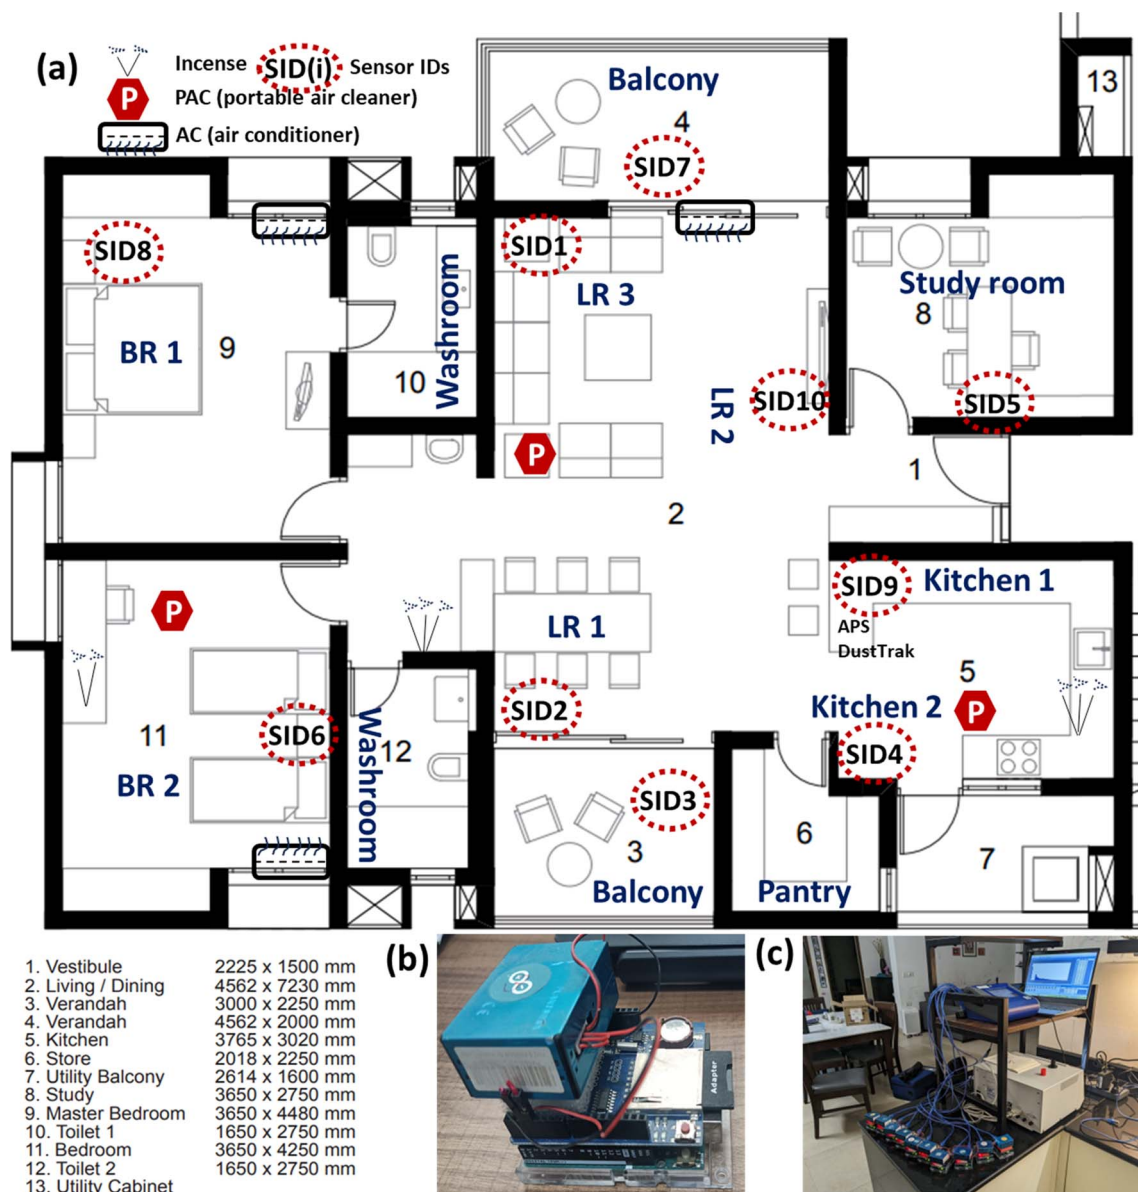 (a)
Incense
SID(i) Sensor IDs
P PAC (portable air cleaner)
AC (air conditioner)
Balcony
4
SID7
13
SID8
SID1
LR 3
Study room
8
BR 1 9
Washroom
10
LR 2
SID10
SID5
P
1
2
SID9
Kitchen 1
APS
DustTrak
P
LR 1
5
Kitchen 2
P
SID2
SID4
11
SID6
BR 2
Washroom
12
SID3
3
Balcony
6
Pantry
7
1. Vestibule 2225 x 1500 mm
2. Living / Dining 4562 x 7230 mm
3. Verandah 3000 x 2250 mm
4. Verandah 4562 x 2000 mm
5. Kitchen 3765 x 3020 mm
6. Store 2018 x 2250 mm
7. Utility Balcony 2614 x 1600 mm
8. Study 3650 x 2750 mm
9. Master Bedroom 3650 x 4480 mm
10. Toilet 1 1650 x 2750 mm
11. Bedroom 3650 x 4250 mm
12. Toilet 2 1650 x 2750 mm
13. Utility Cabinet
(b)
Adapter
(c)